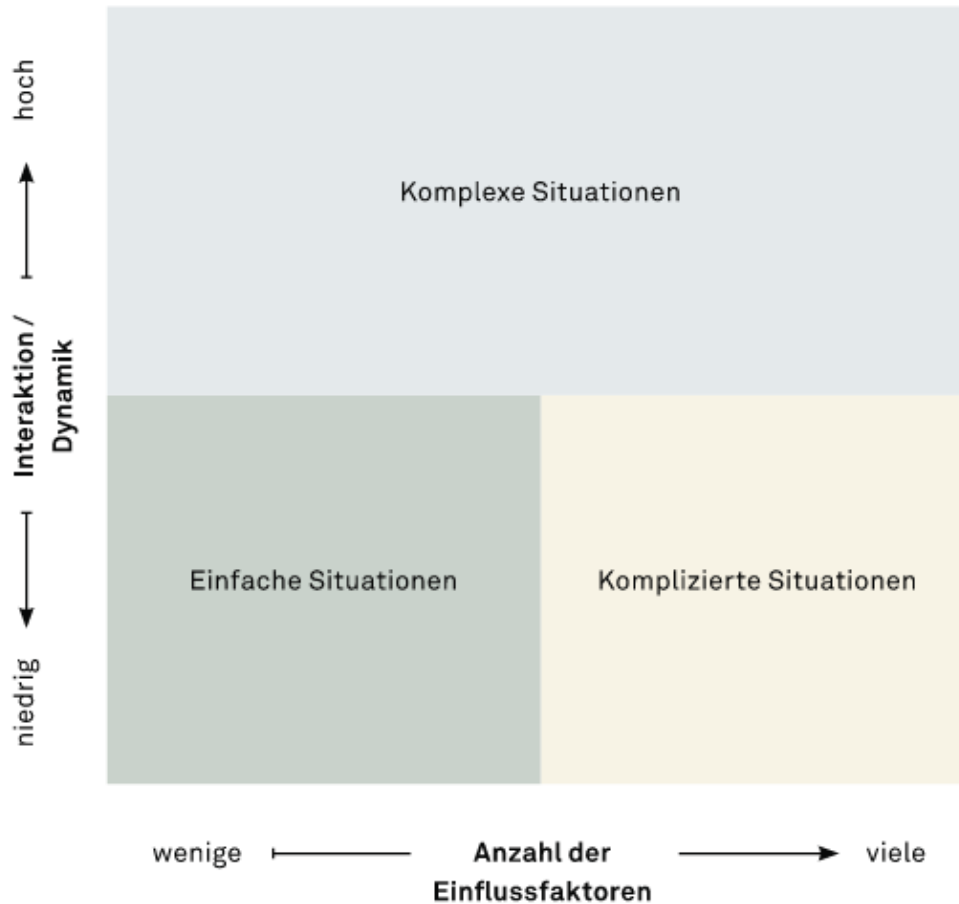 hoch
Komplexe Situationen
Interaktion /
Dynamik
Einfache Situationen
Komplizierte Situationen
niedrig
wenige
Anzahl der
Einflussfaktoren
viele